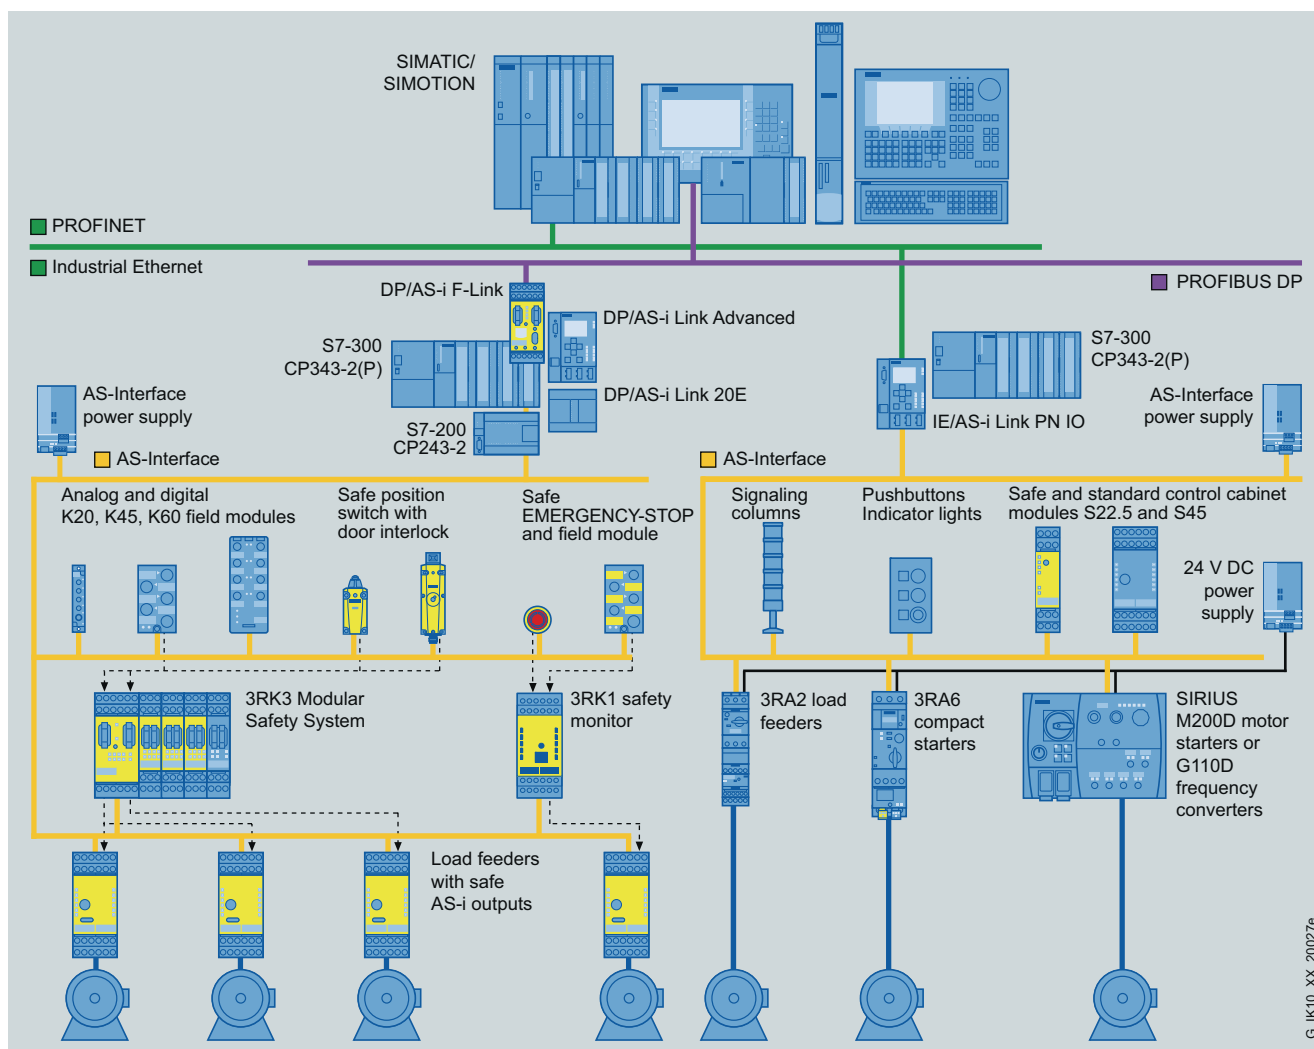 SIMATIC/
SIMOTION
PROFINET
Industrial Ethernet
PROFIBUS DP
DP/AS-i F-Link
DP/AS-i Link Advanced
S7-300
CP343-2(P)
DP/AS-i Link 20E
S7-200
CP243-2
S7-300
CP343-2(P)
IE/AS-i Link PN IO
AS-Interface
power supply
AS-Interface
power supply
AS-Interface
AS-Interface
Analog and digital
K20, K45, K60 field modules
Safe position
switch with
door interlock
Safe
EMERGENCY-STOP
and field module
Signaling
columns
Pushbuttons
Indicator lights
Safe and standard control cabinet
modules S22.5 and S45
24 V DC
power
supply
3RK3 Modular
Safety System
3RK1 safety
monitor
3RA2 load
feeders
3RA6
compact
starters
SIRIUS
M200D motor
starters or
G110D
frequency
converters
Load feeders
with safe
AS-i outputs
G_IK10_XX_20027e